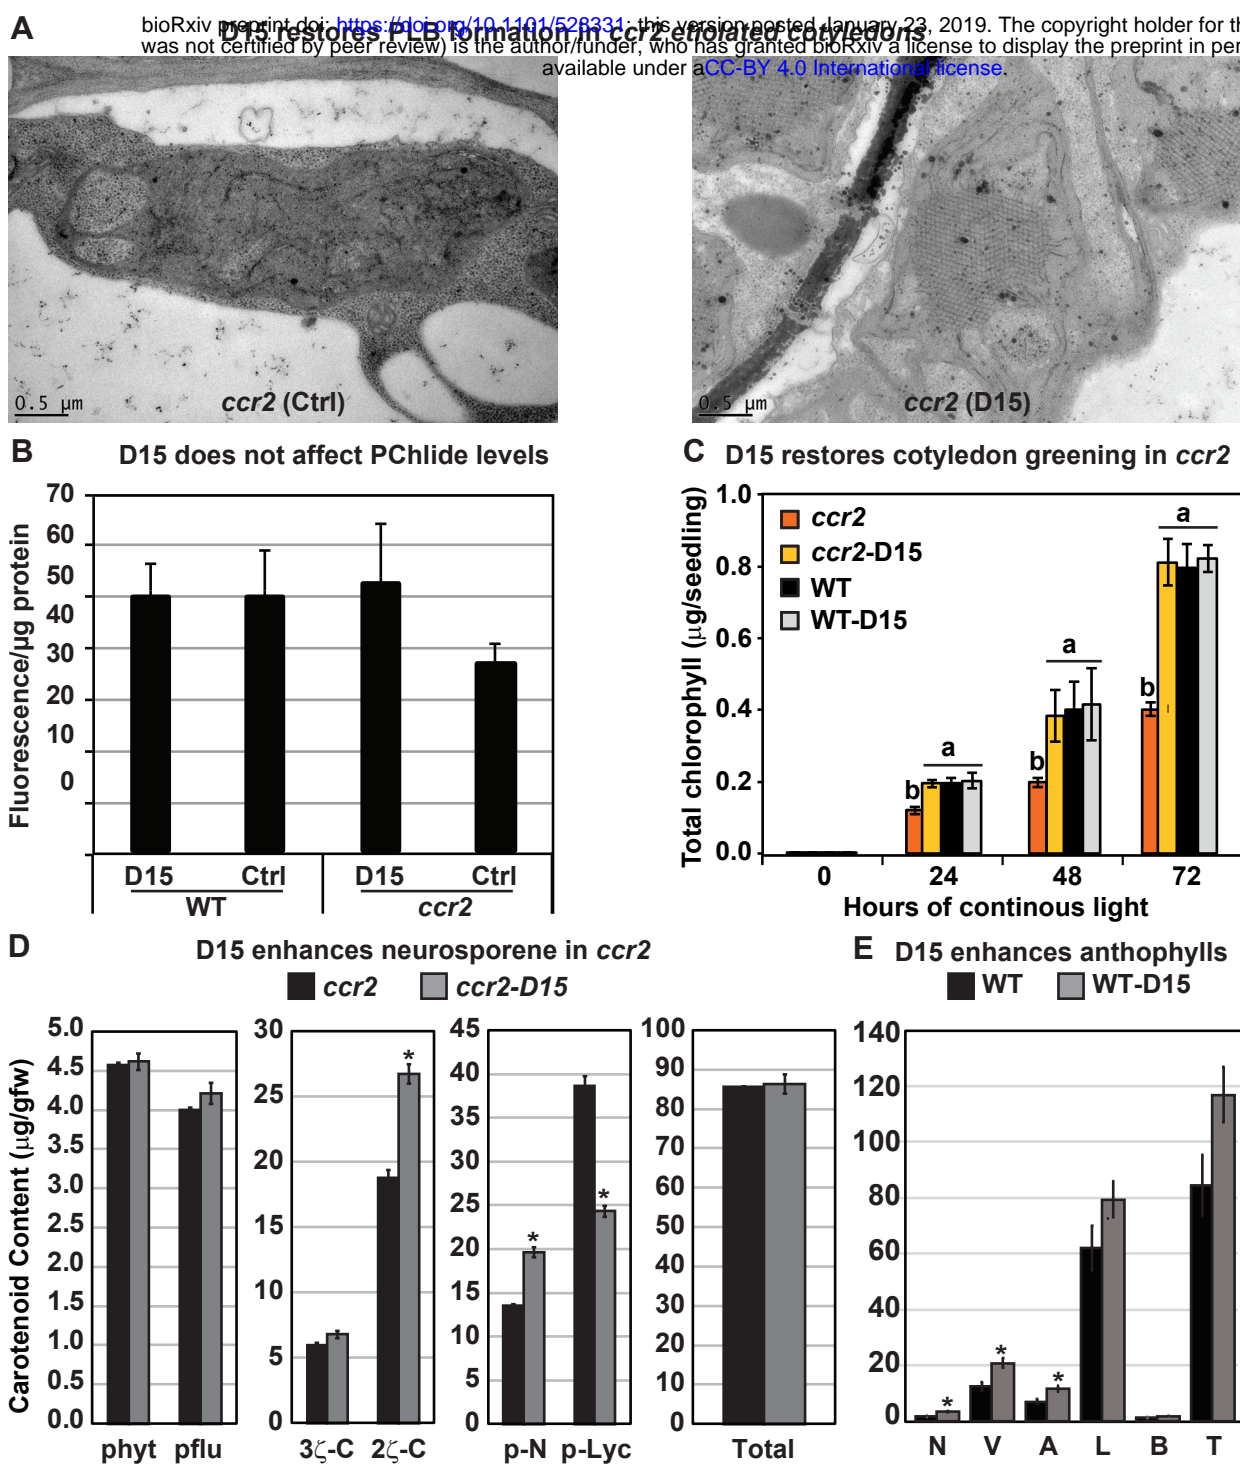 bioRxiv preprint doi: https://doi.org/10.1101/528331; this version posted January 23, 2019. The copyright holder for th
was not certified by peer review) is the author/funder, who has granted bioRxiv a license to display the preprint in per
available under aCC-BY 4.0 International license.
A D15 restores PLB formation in ccr2 etiolated cotyledons
0.5 µm
ccr2 (Ctrl)
0.5 µm
ccr2 (D15)
B D15 does not affect PChlide levels
Fluorescence/µg protein
70
60
50
40
30
20
10
0
D15 Ctrl D15 Ctrl
WT ccr2
C D15 restores cotyledon greening in ccr2
Total chlorophyll (µg/seedling)
1.0
0.8
0.6
0.4
0.2
0.0
ccr2
ccr2-D15
WT
WT-D15
b a
b a
b a
0 24 48 72
Hours of continous light
D D15 enhances neurosporene in ccr2
ccr2 ccr2-D15
Carotenoid Content (µg/gfw)
5.0
4.5
4.0
3.5
3.0
2.5
2.0
1.5
1.0
0.5
0.0
phyt pflu
30
25
20
15
10
5
0
*
3ζ-C 2ζ-C
45
40
35
30
25
20
15
10
5
0
* *
p-N p-Lyc
100
90
80
70
60
50
40
30
20
10
0
Total
E D15 enhances anthophylls
WT WT-D15
140
120
100
80
60
40
20
0
* * *
N V A L B T